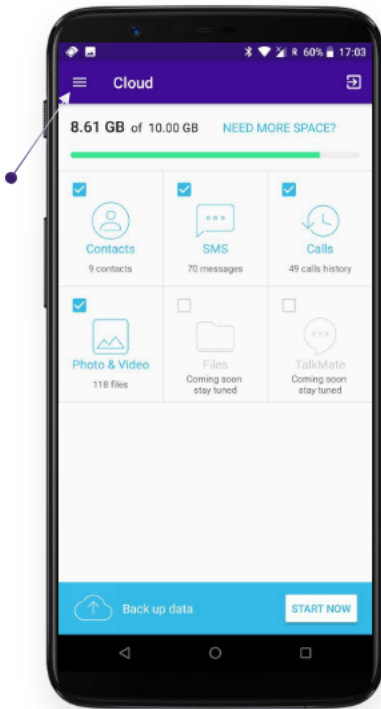 R 60% 17:03
Cloud
8.61 GB of 10.00 GB NEED MORE SPACE?
Contacts SMS Calls
9 contacts 70 messages 49 calls history
Photo & Video Files TalkMate
118 files Coming soon Coming soon
stay tuned stay tuned
Back up data START NOW